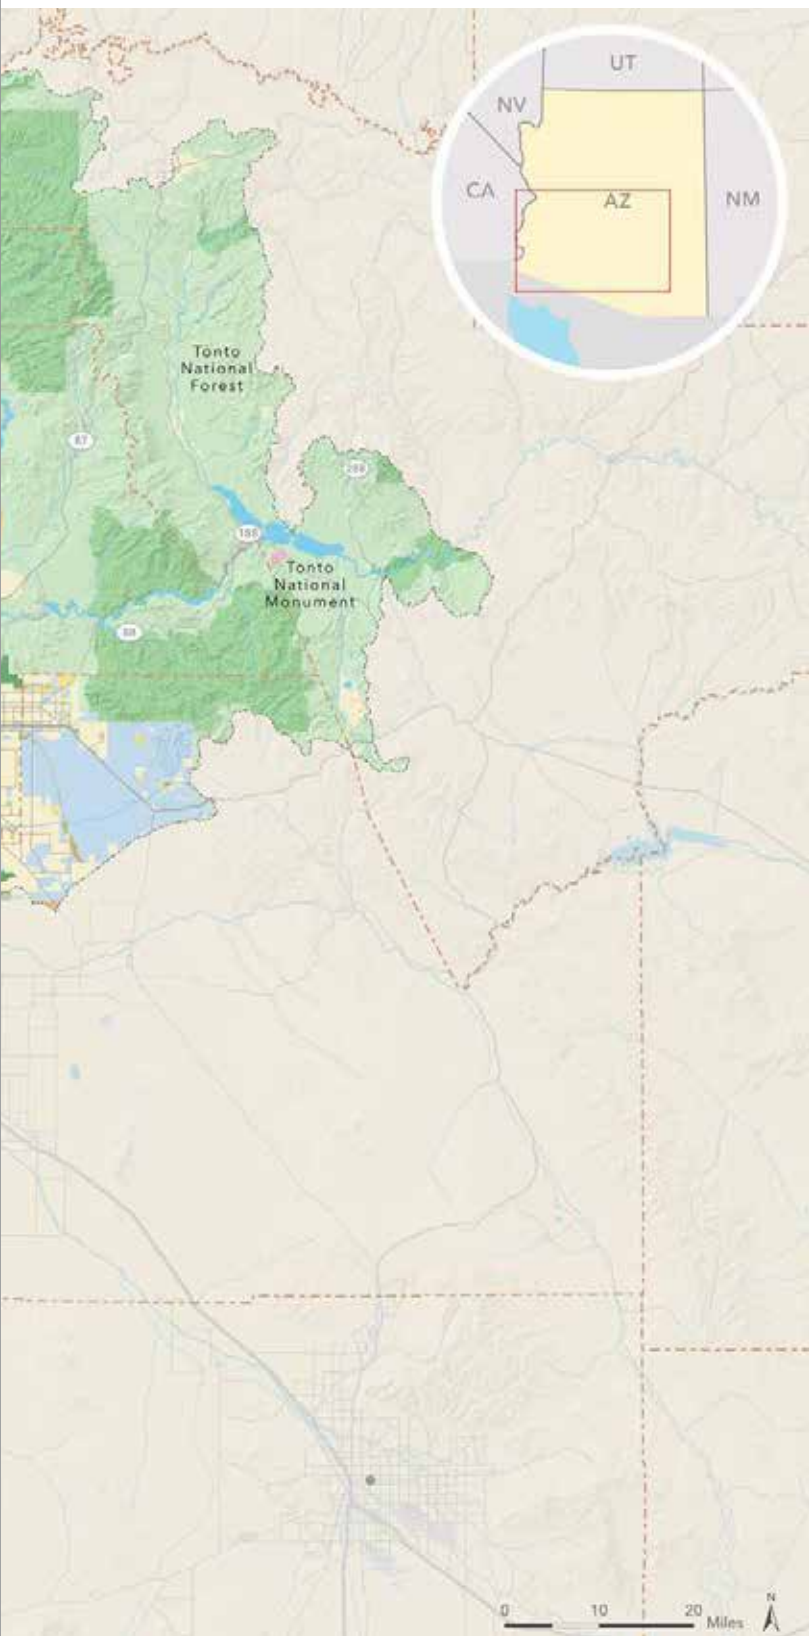 UT
NV
CA
AZ
NM
Tonto
National
Forest
87
288
188
Tonto
National
Monument
88
0 10 20 Miles
N